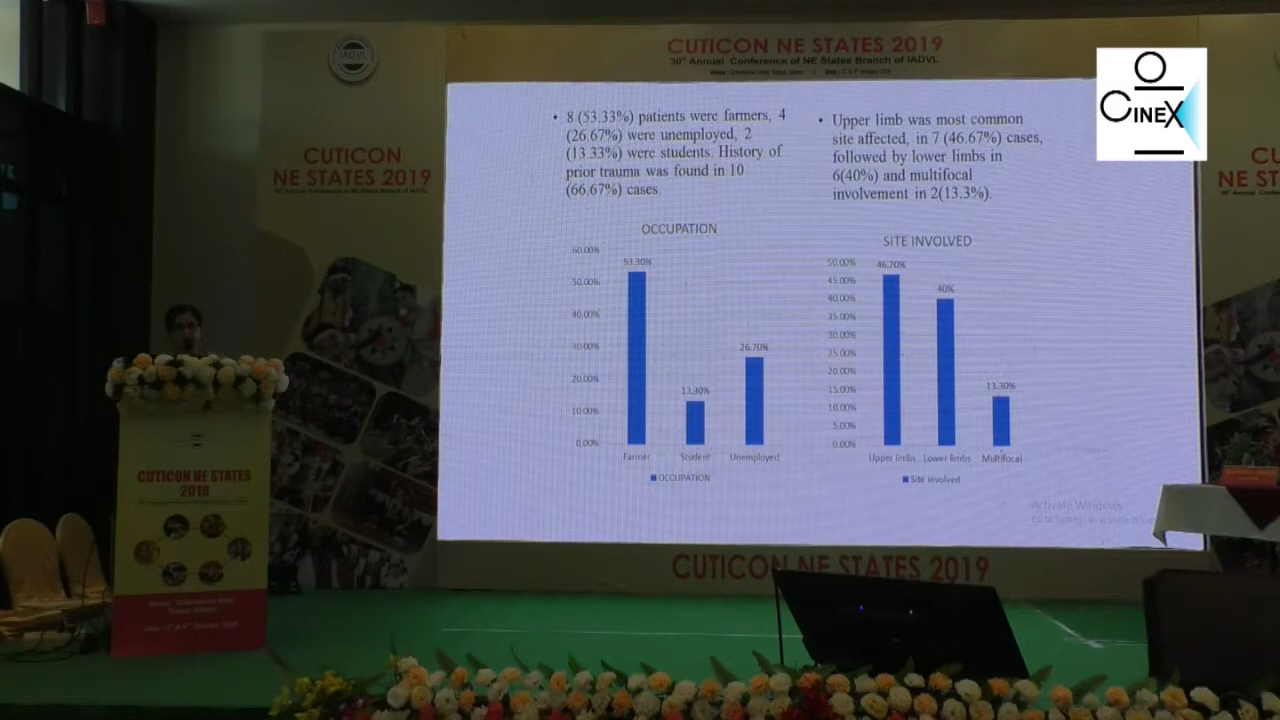 IADVL
CUTICON NE STATES 2019
30th Annual Conference of NE States Branch of IADVL
CINEX
CUTICON
NE STATES 2019
• 8 (53.33%) patients were farmers, 4
(26.67%) were unemployed, 2
(13.33%) were students. History of
prior trauma was found in 10
(66.67%) cases.
• Upper limb was most common
site affected, in 7 (46.67%) cases,
followed by lower limbs in
6(40%) and multifocal
involvement in 2(13.3%).
OCCUPATION
60.00%
50.00%
40.00%
30.00%
20.00%
10.00%
0.00%
53.30%
13.30%
26.70%
Farmer Student Unemployed
OCCUPATION
SITE INVOLVED
50.00%
45.00%
40.00%
35.00%
30.00%
25.00%
20.00%
15.00%
10.00%
5.00%
0.00%
46.70%
40%
13.30%
Upper limbs Lower limbs Multifocal
Site Involved
Activate Windows
CUTICON NE STATES 2019
CUTICON NE STATES
2019
CU
NE ST